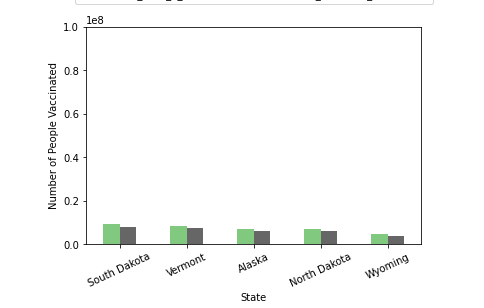 1e8
1.0
0.8
0.6
0.4
0.2
0.0
Number of People Vaccinated
South Dakota
Vermont
Alaska
North Dakota
Wyoming
State